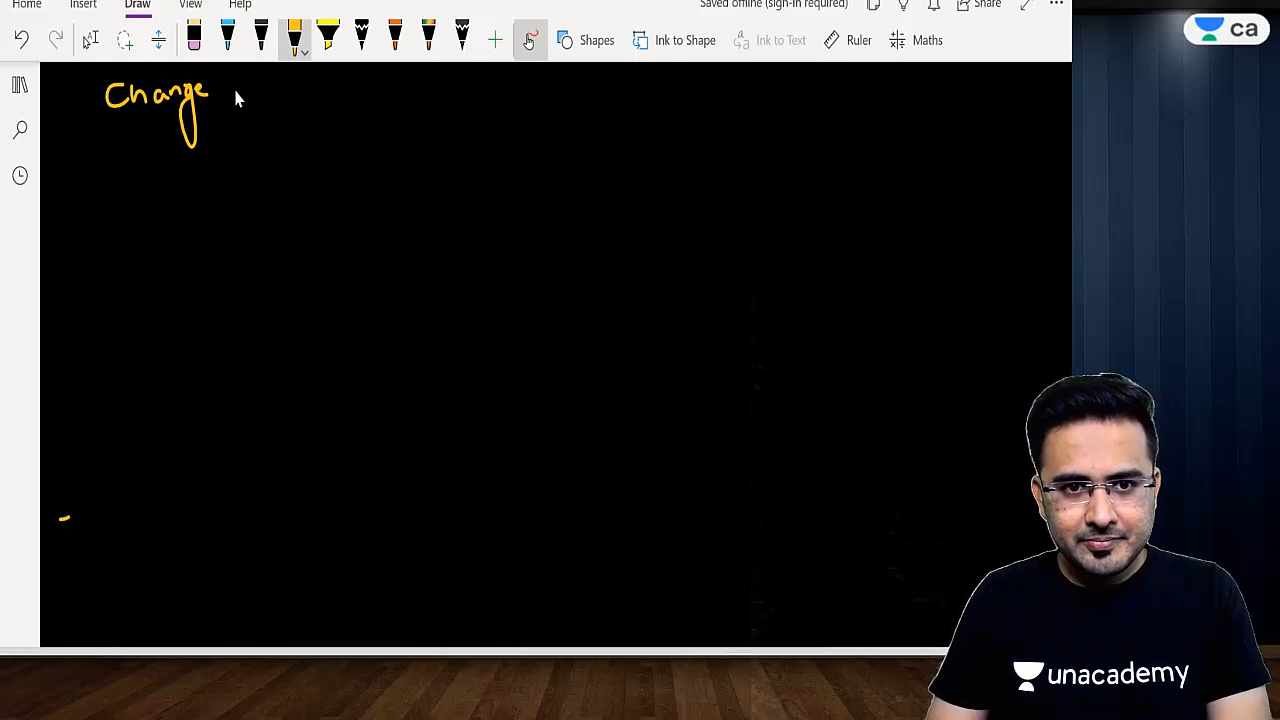 Home Insert Draw View Help Saved offline (sign-in required) Share
Shapes Ink to Shape Ink to Text Ruler Maths
ca
Change
unacademy